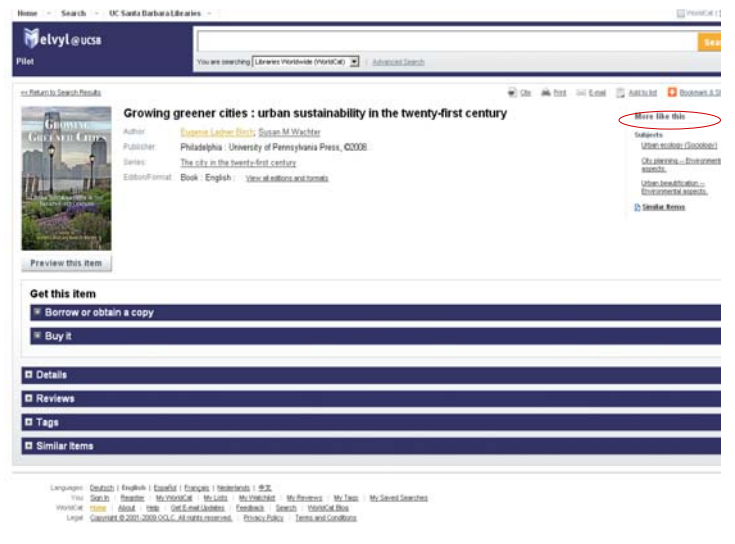 Home Search UC Santa Barbara Libraries
WorldCat
Melvyl @UCSB
Sea
Pilot
You are searching Libraries Worldwide (WorldCat) Advanced Search
<< Return to Search Results
Cite Print E-mail Add to list Bookmark & S
Growing greener cities : urban sustainability in the twenty-first century
Author: Eugenie Ladner Birch; Susan M Wachter
Publisher: Philadelphia : University of Pennsylvania Press, ©2008.
Series: The city in the twenty-first century
Edition/Format: Book : English : View all editions and formats
GROWING
GREENER CITIES
Preview this item
More like this
Subjects
Urban ecology (Sociology)
City planning -- Environment
aspects.
Urban beautification --
Environmental aspects.
Similar Items
Get this item
Borrow or obtain a copy
Buy it
Details
Reviews
Tags
Similar Items
Languages: Deutsch | English | Español | Français | Nederlands | 中文
You: Sign In | Register | My WorldCat | My Lists | My Watchlist | My Reviews | My Tags | My Saved Searches
WorldCat: Home | About | Help | Get E-mail Updates | Feedback | Search | WorldCat Blog
Legal: Copyright © 2001-2009 OCLC. All rights reserved. | Privacy Policy | Terms and Conditions